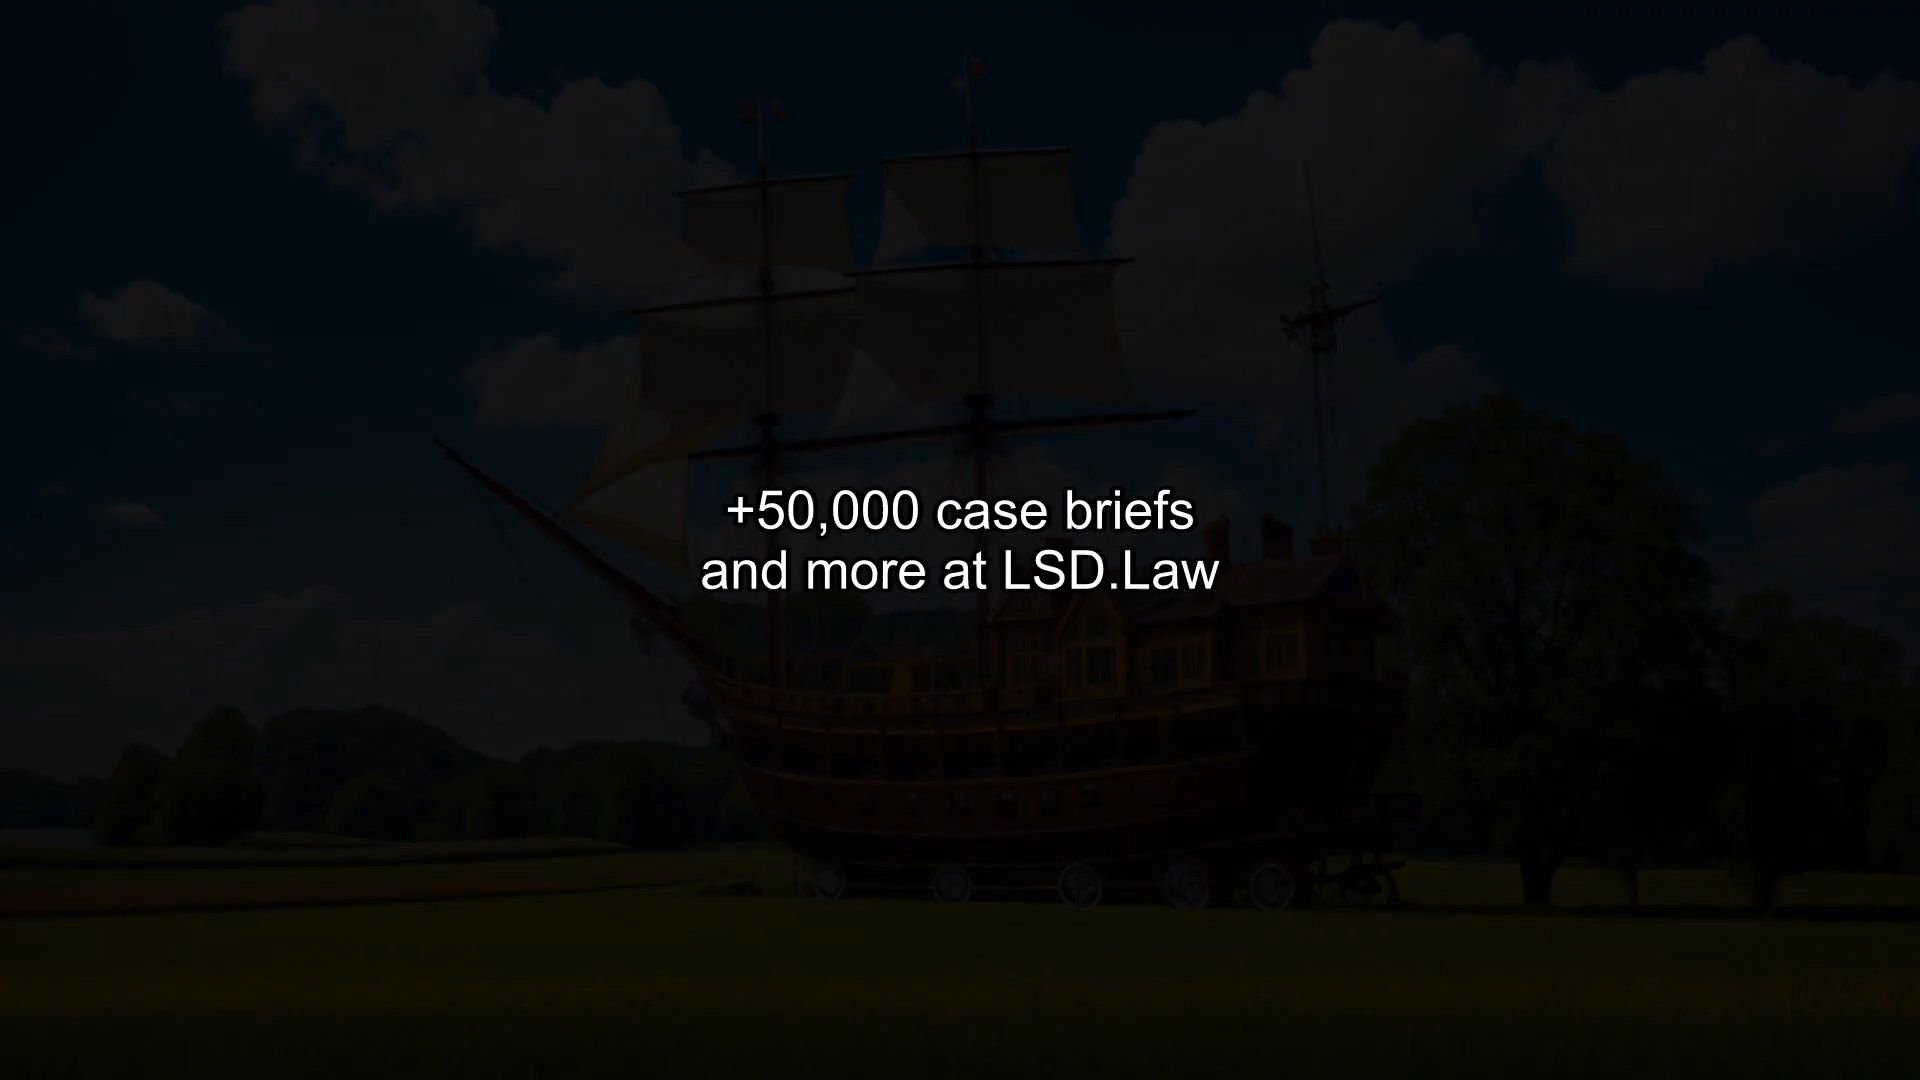 +50,000 case briefs
and more at LSD.Law